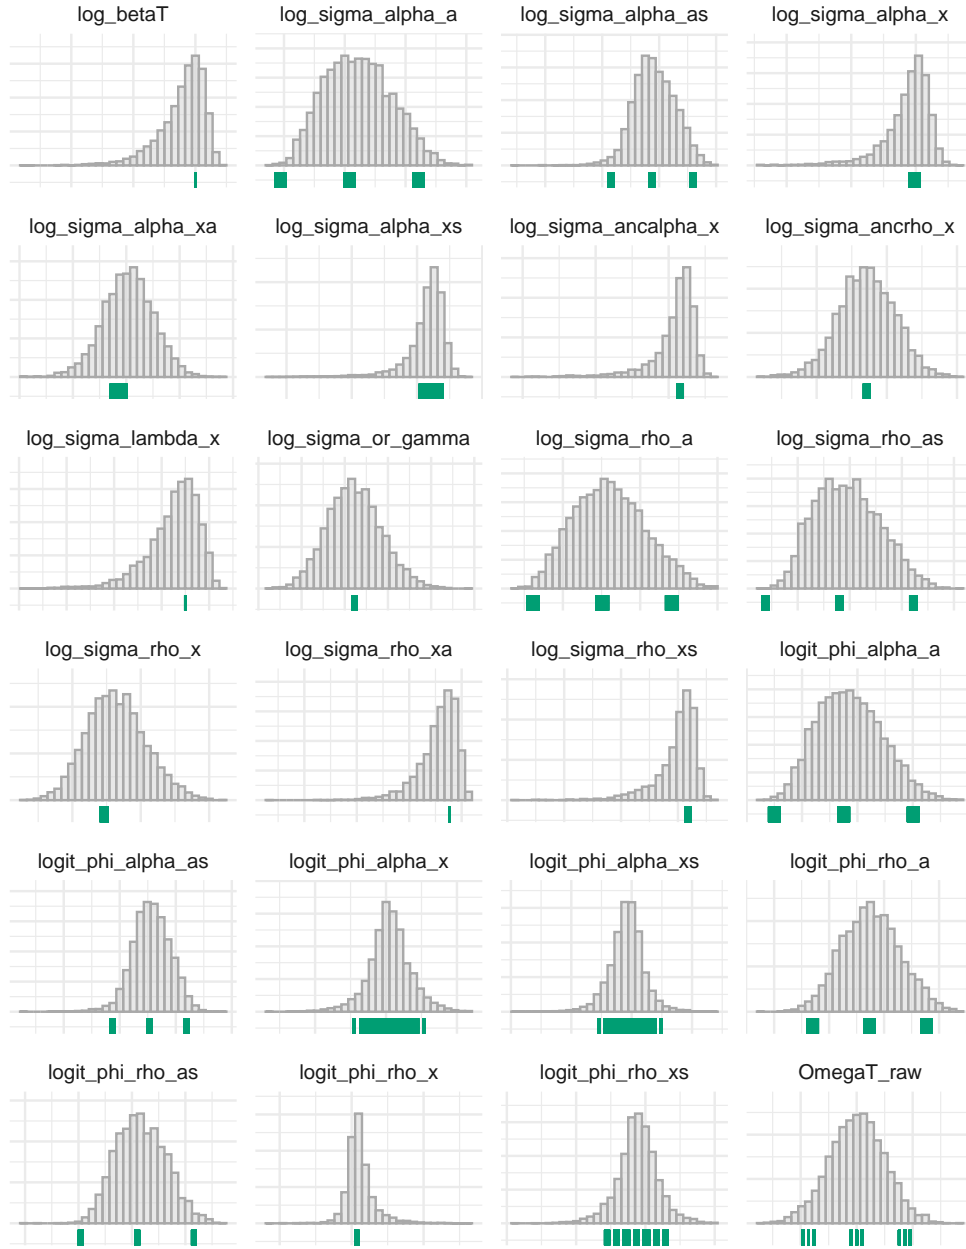 log_betaT
log_sigma_alpha_a
log_sigma_alpha_as
log_sigma_alpha_x
log_sigma_alpha_xa
log_sigma_alpha_xs
log_sigma_ancalpha_x
log_sigma_ancrho_x
log_sigma_lambda_x
log_sigma_or_gamma
log_sigma_rho_a
log_sigma_rho_as
log_sigma_rho_x
log_sigma_rho_xa
log_sigma_rho_xs
logit_phi_alpha_a
logit_phi_alpha_as
logit_phi_alpha_x
logit_phi_alpha_xs
logit_phi_rho_a
logit_phi_rho_as
logit_phi_rho_x
logit_phi_rho_xs
OmegaT_raw